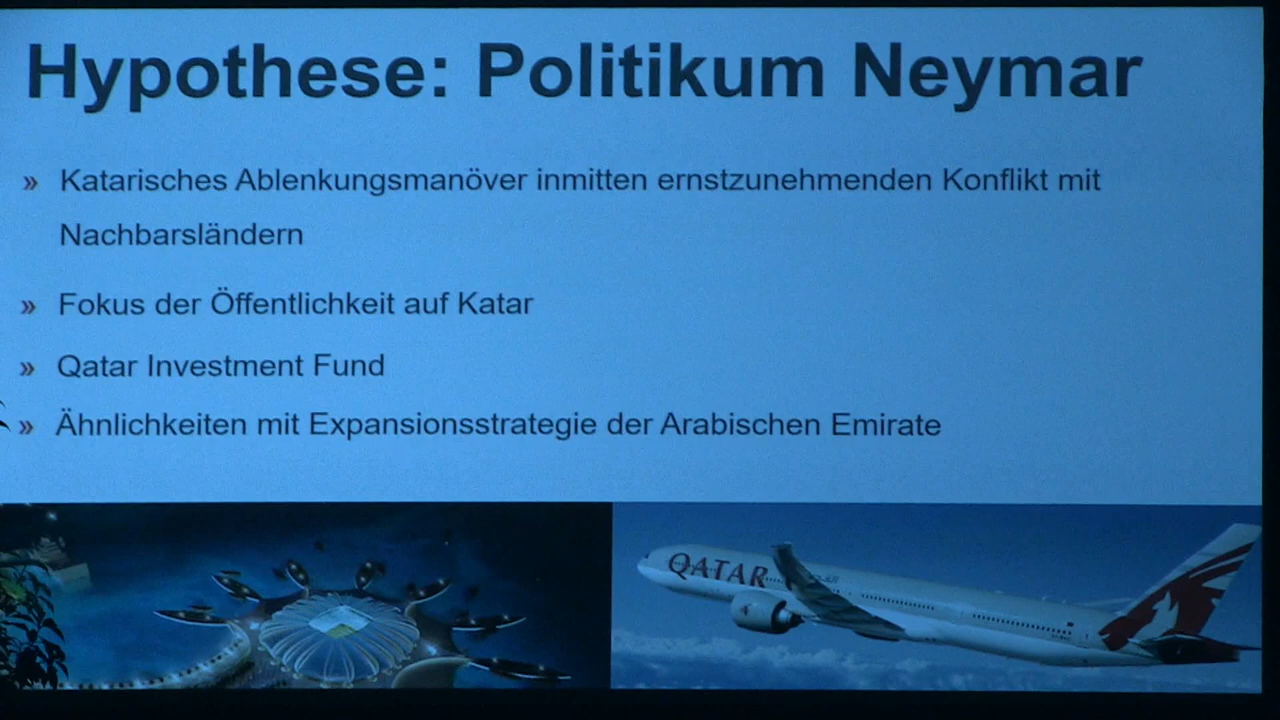 Hypothese: Politikum Neymar
» Katarisches Ablenkungsmanöver inmitten ernstzunehmenden Konflikt mit
Nachbarsländern
» Fokus der Öffentlichkeit auf Katar
» Qatar Investment Fund
» Ähnlichkeiten mit Expansionsstrategie der Arabischen Emirate
QATAR